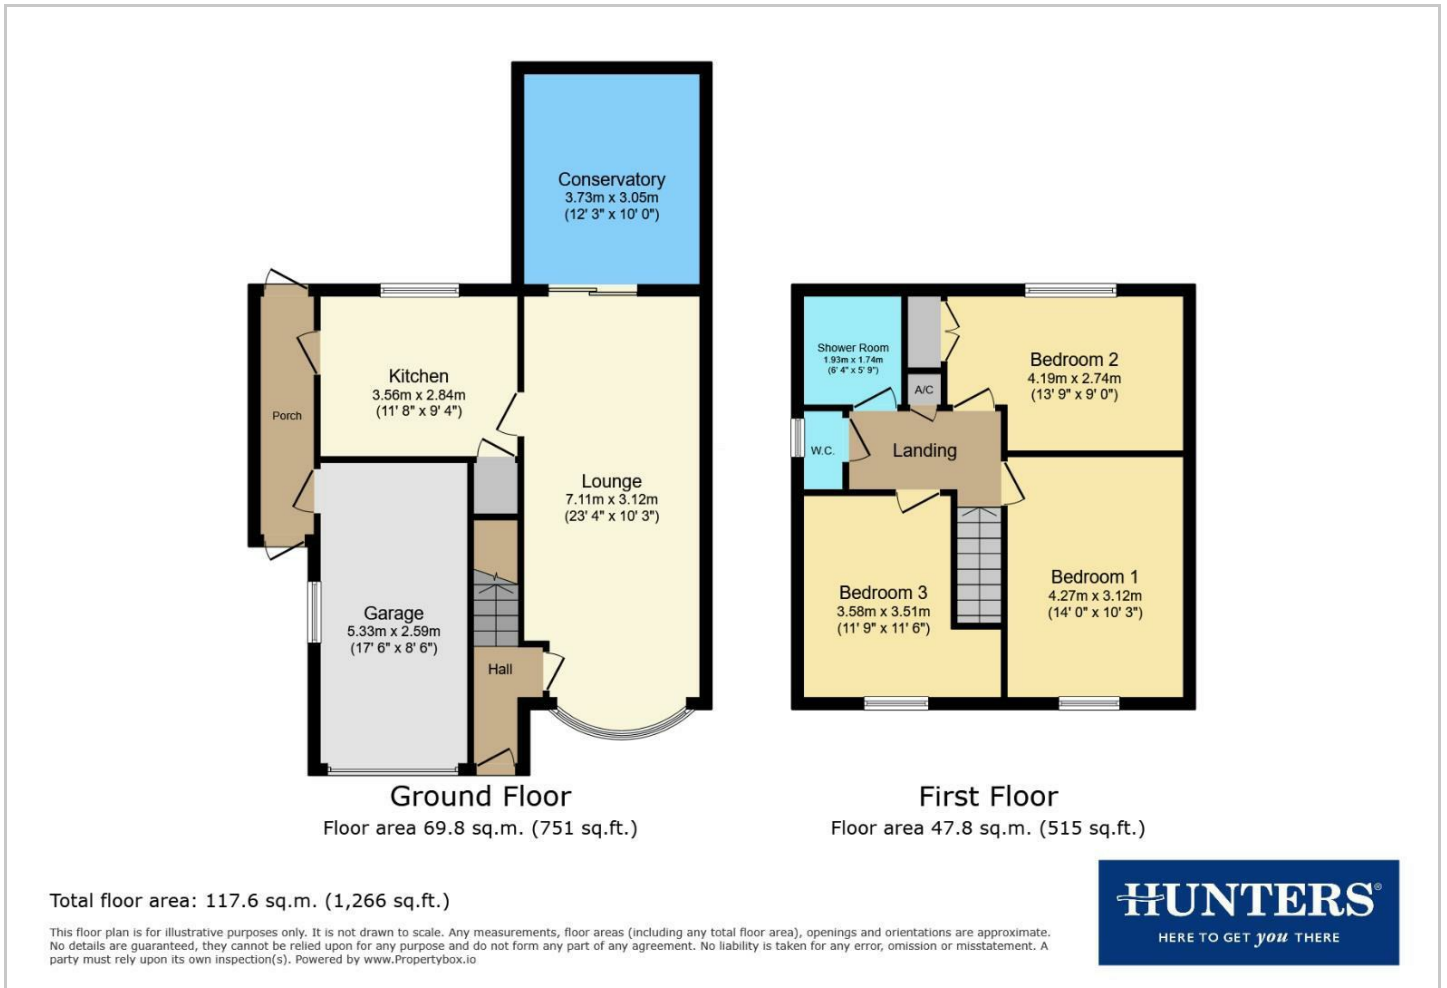 Conservatory
3.73m x 3.05m
(12' 3" x 10' 0")
Kitchen
3.56m x 2.84m
(11' 8" x 9' 4")
Porch
Lounge
7.11m x 3.12m
(23' 4" x 10' 3")
Garage
5.33m x 2.59m
(17' 6" x 8' 6")
Hall
Ground Floor
Floor area 69.8 sq.m. (751 sq.ft.)
Shower Room
1.93m x 1.74m
(6' 4" x 5' 9")
A/C
Bedroom 2
4.19m x 2.74m
(13' 9" x 9' 0")
W.C.
Landing
Bedroom 3
3.58m x 3.51m
(11' 9" x 11' 6")
Bedroom 1
4.27m x 3.12m
(14' 0" x 10' 3")
First Floor
Floor area 47.8 sq.m. (515 sq.ft.)
Total floor area: 117.6 sq.m. (1,266 sq.ft.)
This floor plan is for illustrative purposes only. It is not drawn to scale. Any measurements, floor areas (including any total floor area), openings and orientations are approximate.
No details are guaranteed, they cannot be relied upon for any purpose and do not form any part of any agreement. No liability is taken for any error, omission or misstatement. A
party must rely upon its own inspection(s). Powered by www.Propertybox.io
HUNTERS®
HERE TO GET you THERE